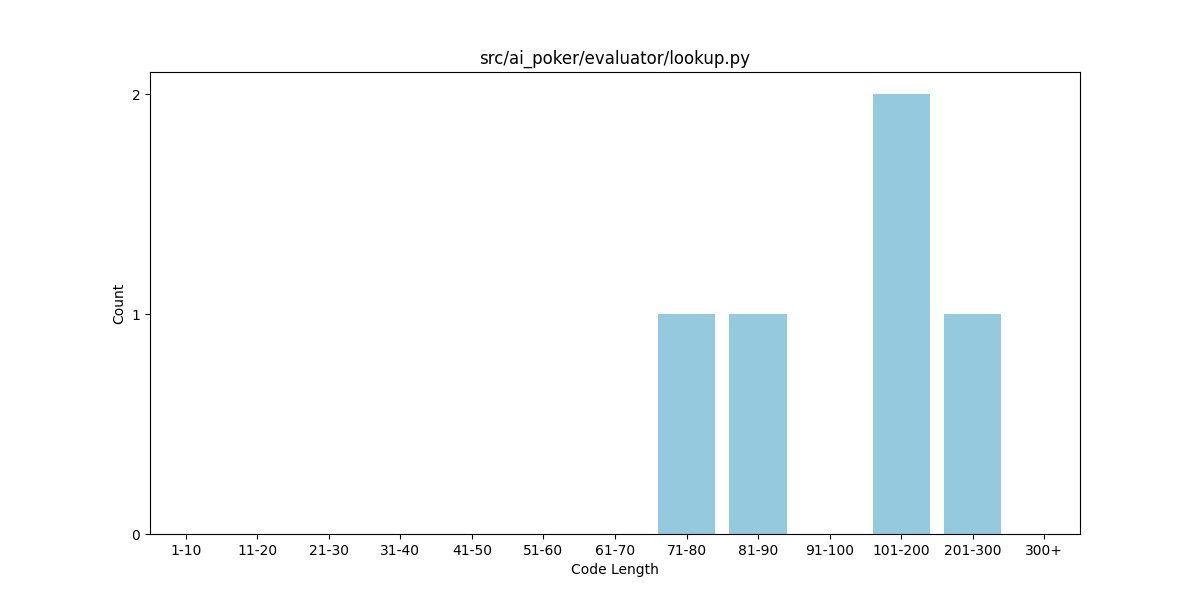 src/ai_poker/evaluator/lookup.py
2
1
0
Count
1-10 11-20 21-30 31-40 41-50 51-60 61-70 71-80 81-90 91-100 101-200 201-300 300+
Code Length